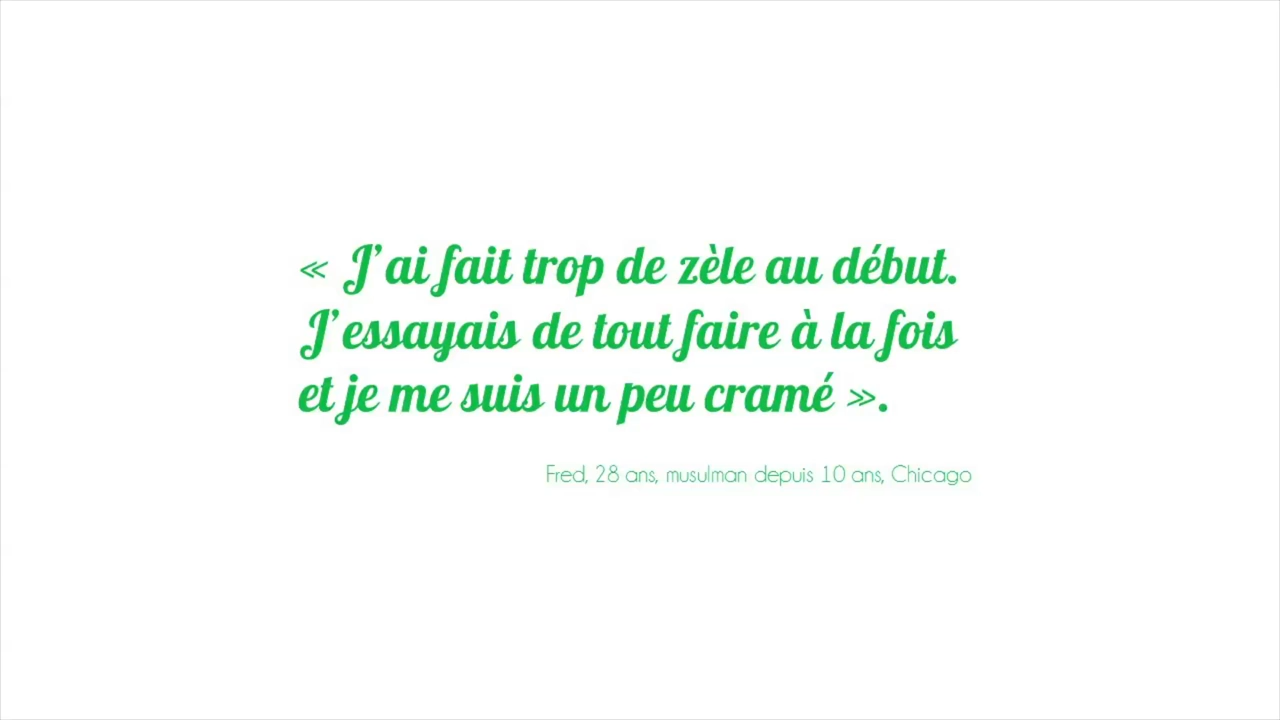 « J’ai fait trop de zèle au début.
J’essayais de tout faire à la fois
et je me suis un peu cramé ».
Fred, 28 ans, musulman depuis 10 ans, Chicago